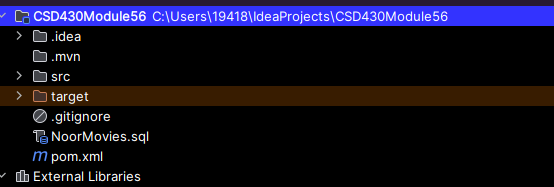 CSD430Module56 C:\Users\19418\IdeaProjects\CSD430Module56
.idea
.mvn
src
target
.gitignore
NoorMovies.sql
pom.xml
External Libraries